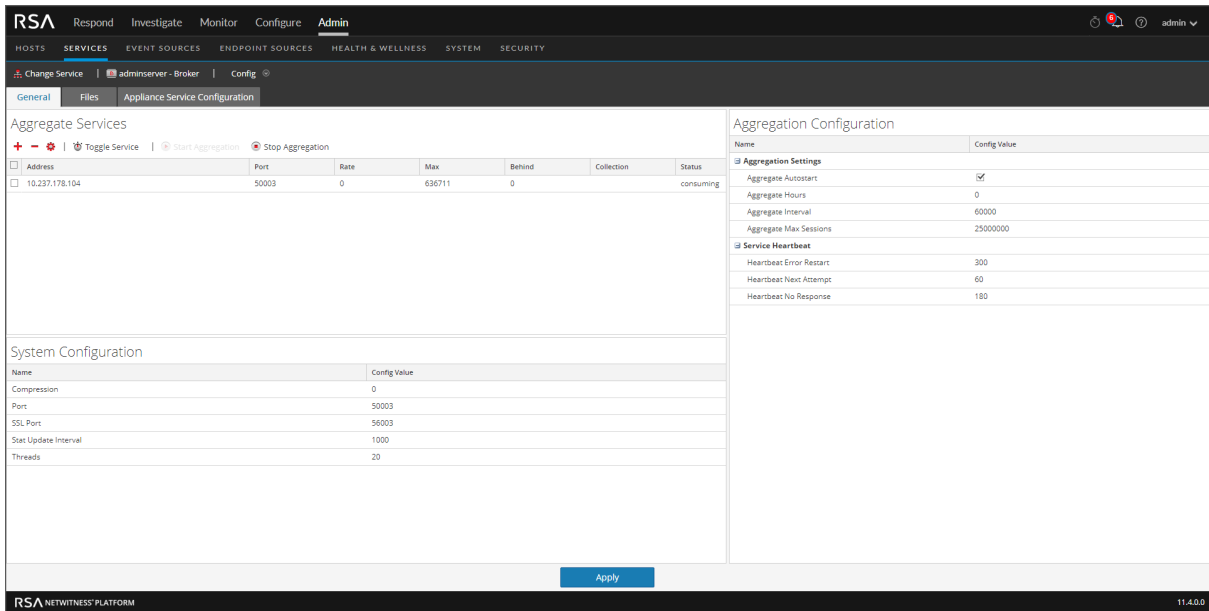 RSA Respond Investigate Monitor Configure Admin 6 admin
HOSTS SERVICES EVENT SOURCES ENDPOINT SOURCES HEALTH & WELLNESS SYSTEM SECURITY
Change Service | adminserver - Broker | Config
General Files Appliance Service Configuration
Aggregate Services
Toggle Service | Start Aggregation Stop Aggregation
Address Port Rate Max Behind Collection Status
10.237.178.104 50003 0 636711 0 consuming
Aggregation Configuration
Name Config Value
Aggregation Settings
Aggregate Autostart
Aggregate Hours 0
Aggregate Interval 60000
Aggregate Max Sessions 25000000
Service Heartbeat
Heartbeat Error Restart 300
Heartbeat Next Attempt 60
Heartbeat No Response 180
System Configuration
Name Config Value
Compression 0
Port 50003
SSL Port 56003
Stat Update Interval 1000
Threads 20
Apply
RSA NETWITNESS® PLATFORM 11.4.0.0